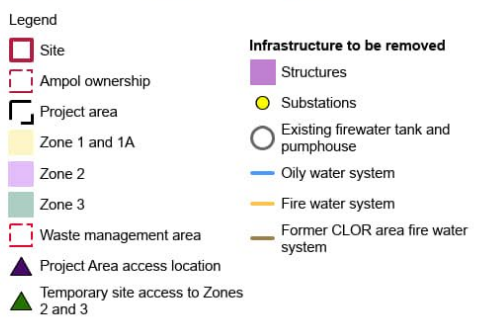 Legend
Site
Ampol ownership
Project area
Zone 1 and 1A
Zone 2
Zone 3
Waste management area
Project Area access location
Temporary site access to Zones
2 and 3
Infrastructure to be removed
Structures
Substations
Existing firewater tank and
pumphouse
Oily water system
Fire water system
Former CLOR area fire water
system